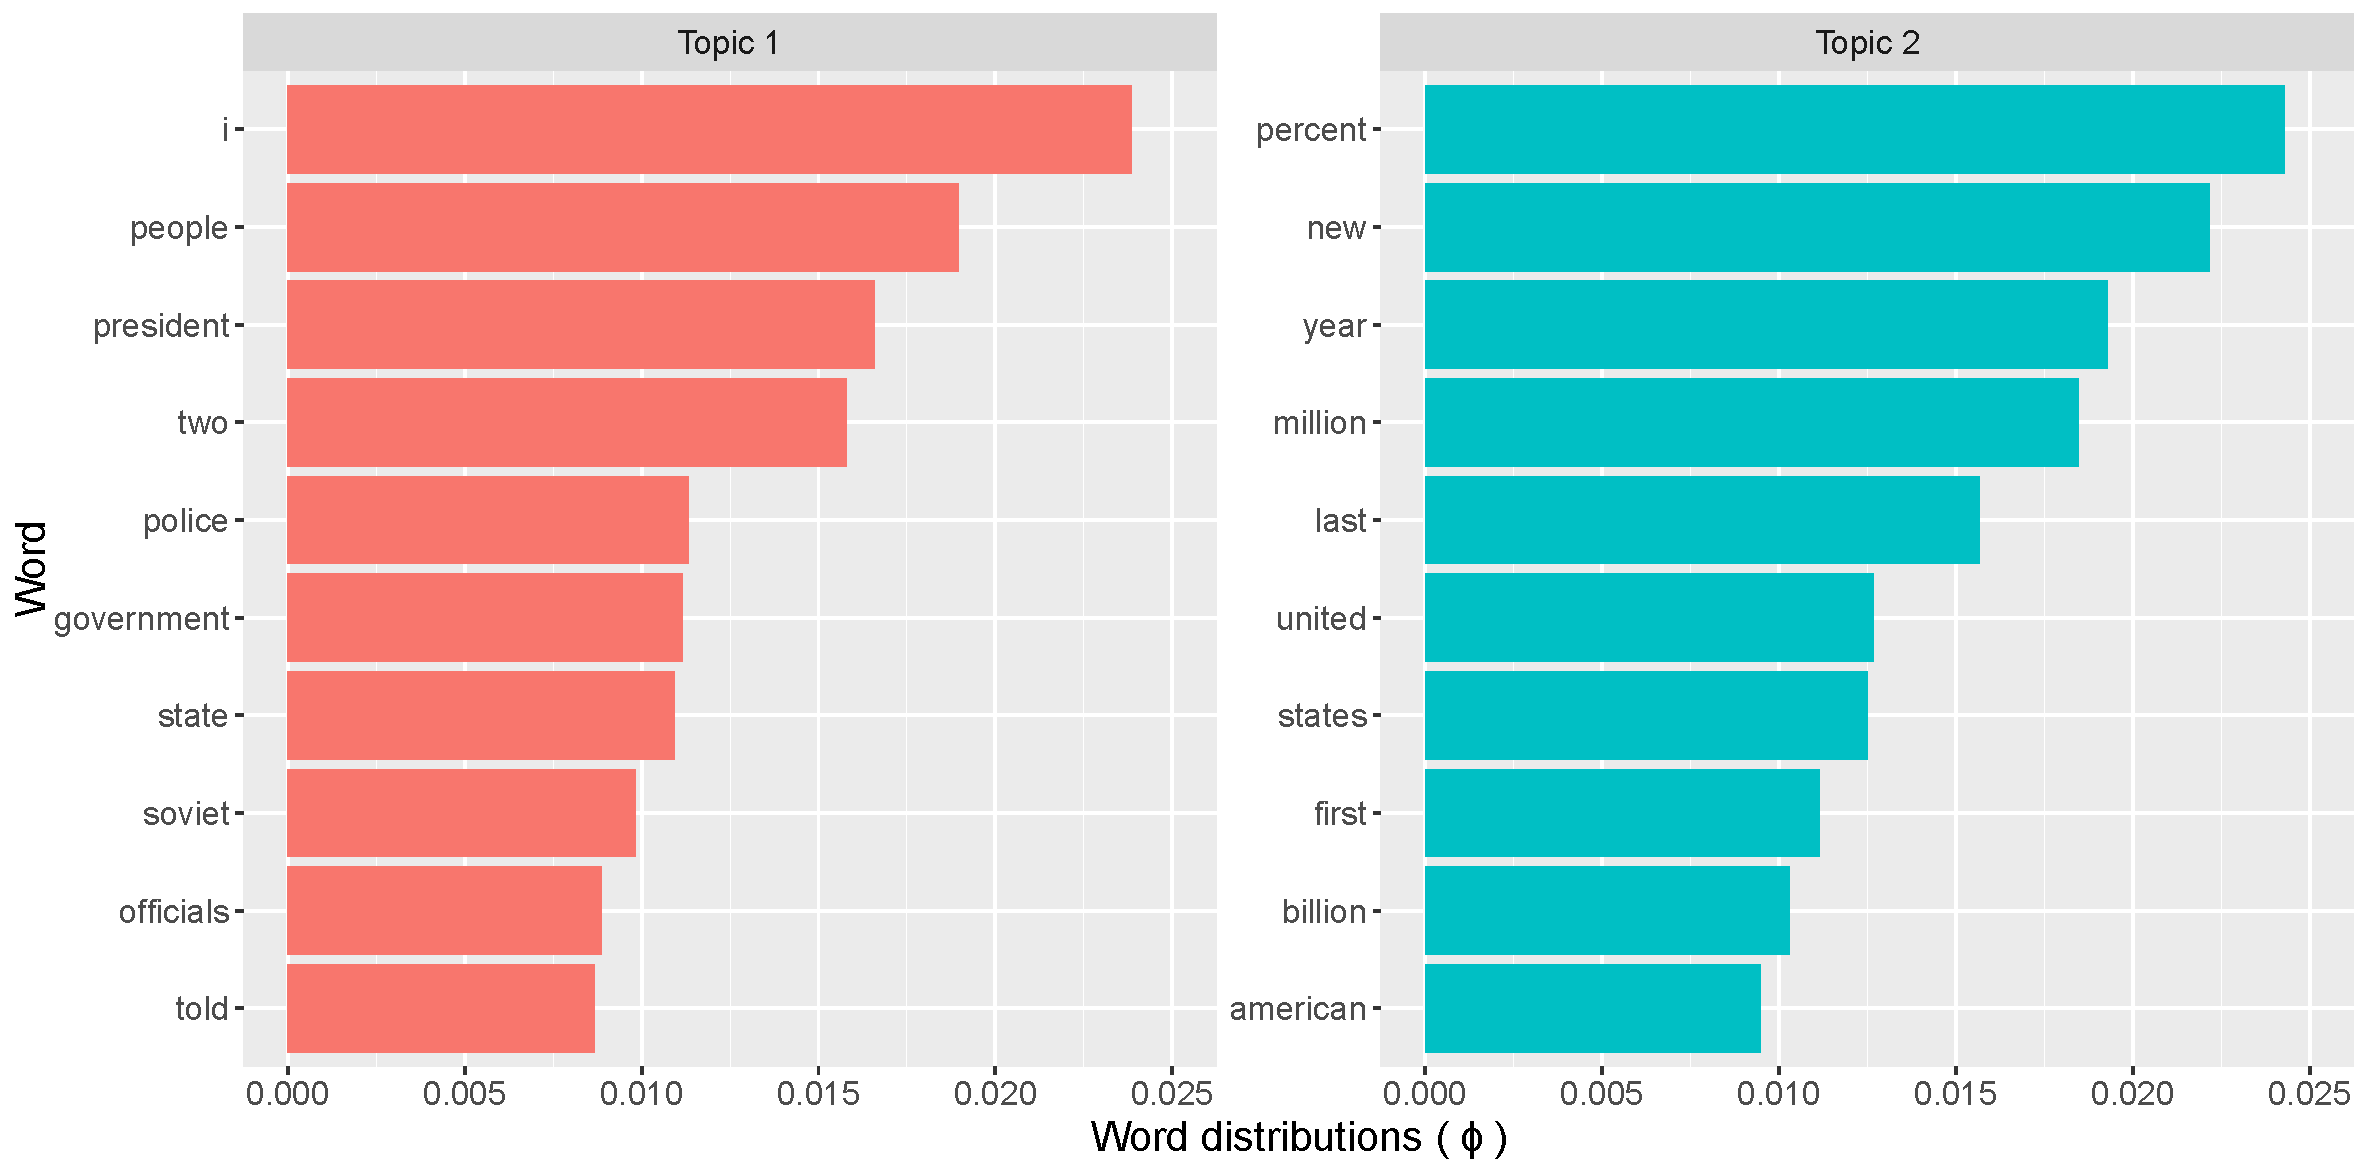 Topic 1
Topic 2
Word
i
people
president
two
police
government
state
soviet
officials
told
percent
new
year
million
last
united
states
first
billion
american
0.000 0.005 0.010 0.015 0.020 0.025
0.000 0.005 0.010 0.015 0.020 0.025
Word distributions ( ϕ )